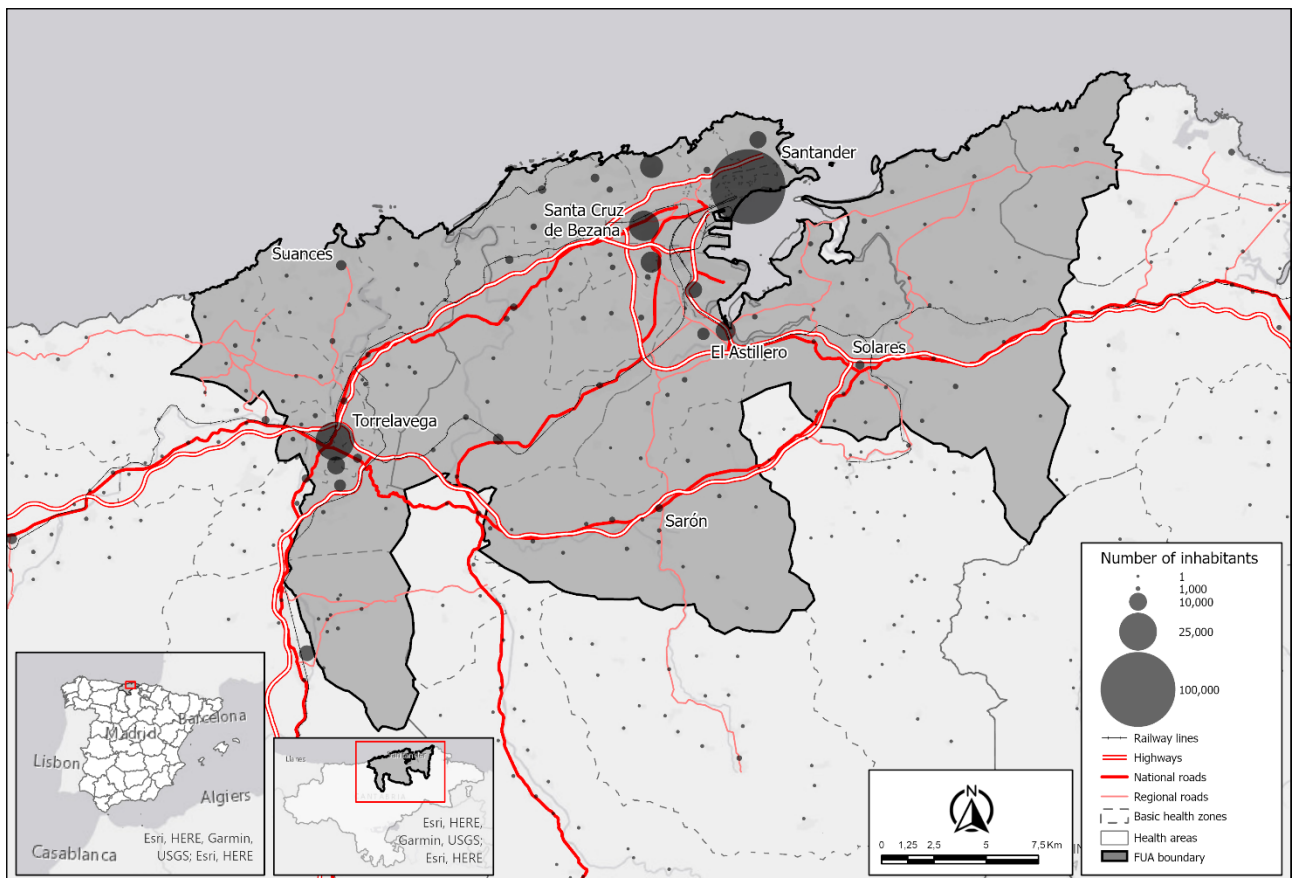 Santander
Santa Cruz
de Bezana
Suances
El Astillero
Solares
Torrelavega
Sarón
Number of inhabitants
1
1,000
10,000
25,000
100,000
Railway lines
Highways
National roads
Regional roads
Basic health zones
Health areas
FUA boundary
N
0 1,25 2,5 5 7,5 Km
Barcelona
Madrid
Lisbon
Algiers
Casablanca
Esri, HERE, Garmin,
USGS; Esri, HERE
Esri, HERE,
Garmin, USGS;
Esri, HERE